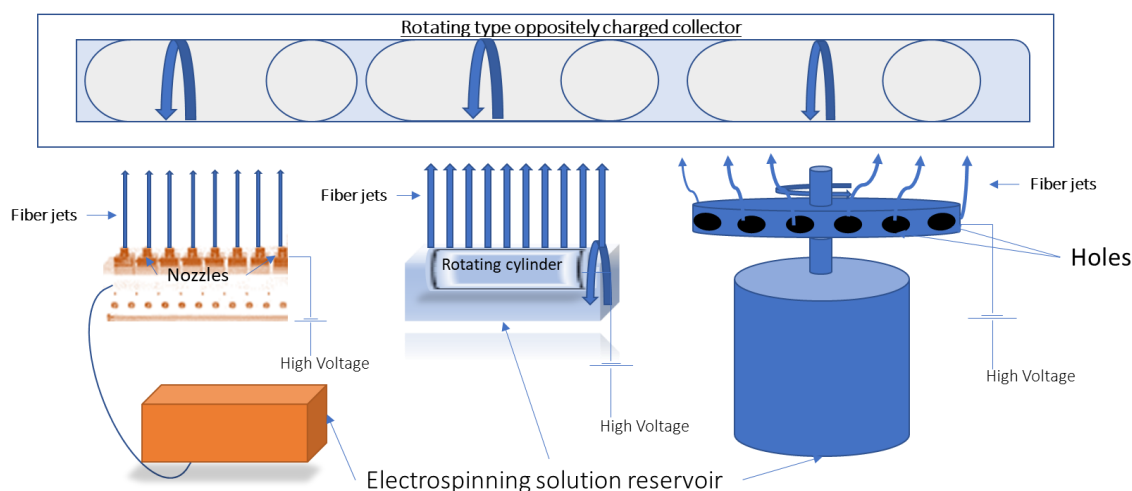 Rotating type oppositely charged collector
Fiber jets
Nozzles
High Voltage
Fiber jets
Rotating cylinder
High Voltage
Fiber jets
Holes
High Voltage
Electrospinning solution reservoir